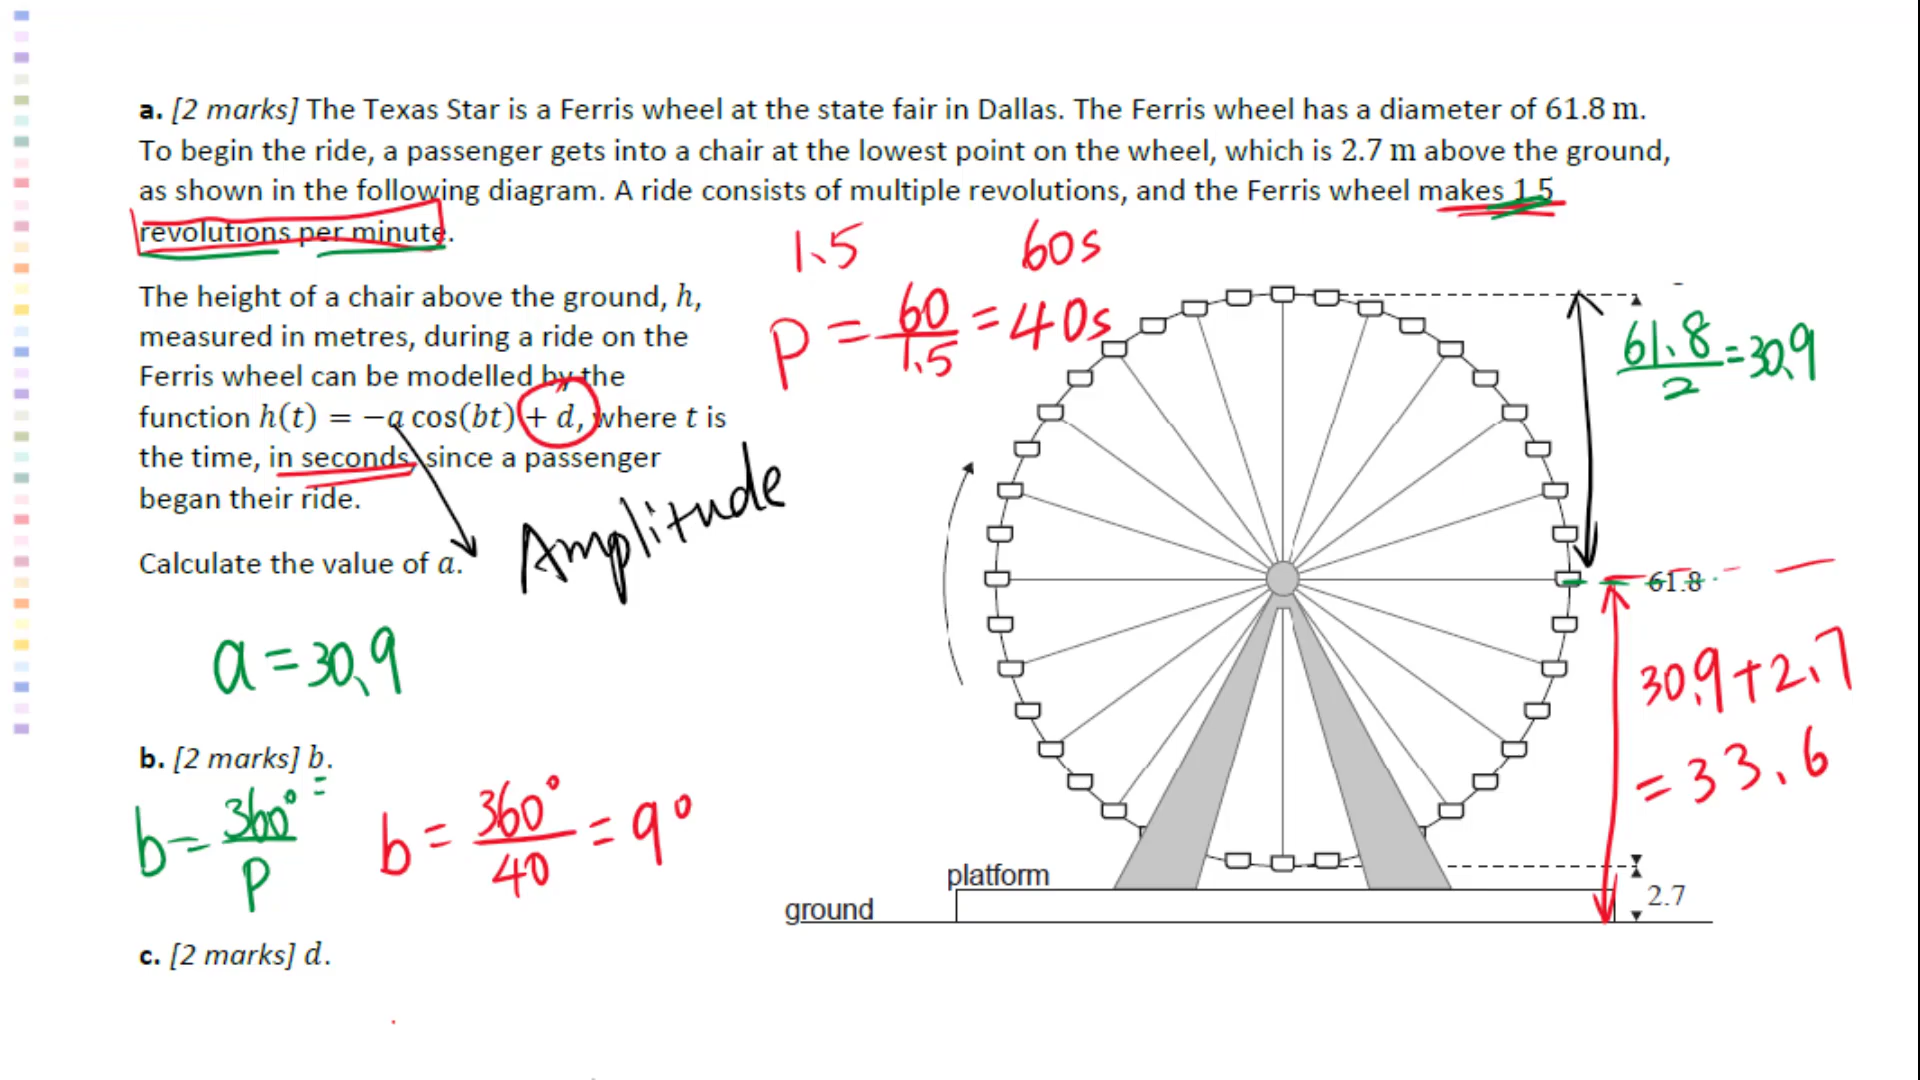 a. [2 marks] The Texas Star is a Ferris wheel at the state fair in Dallas. The Ferris wheel has a diameter of 61.8 m.
To begin the ride, a passenger gets into a chair at the lowest point on the wheel, which is 2.7 m above the ground,
as shown in the following diagram. A ride consists of multiple revolutions, and the Ferris wheel makes 1.5
revolutions per minute.
1.5 60s
P = 60/1.5 = 40s
The height of a chair above the ground, h,
measured in metres, during a ride on the
Ferris wheel can be modelled by the
function h(t) = −a cos(bt) + d, where t is
the time, in seconds, since a passenger
began their ride.
Amplitude
Calculate the value of a.
a = 30.9
b. [2 marks] b.
b = 360°/P =
b = 360°/40 = 9°
c. [2 marks] d.
61.8/2 = 30.9
61.8
30.9+2.7
= 33.6
platform
ground
2.7